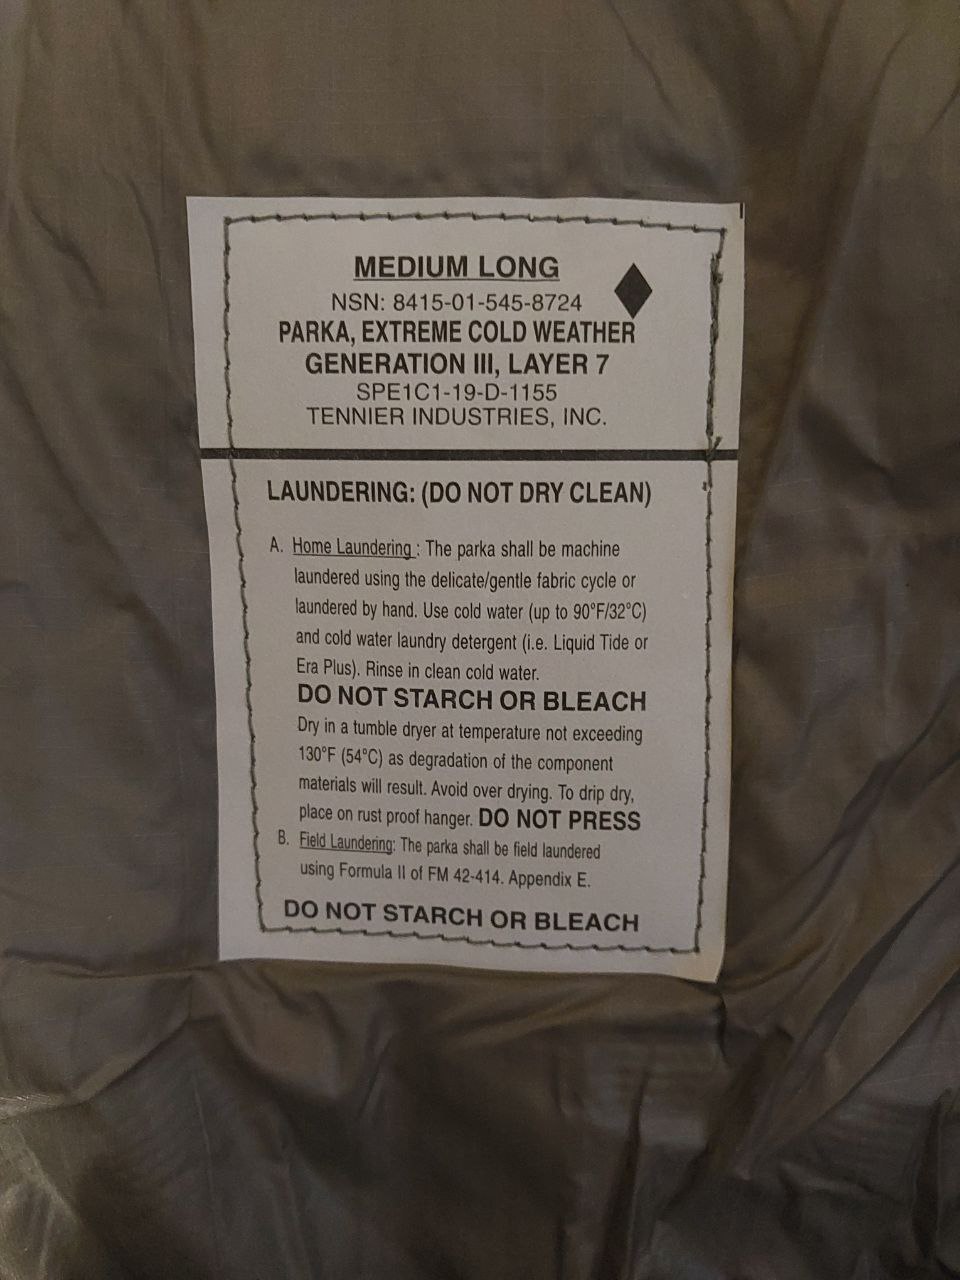 MEDIUM LONG
NSN: 8415-01-545-8724
PARKA, EXTREME COLD WEATHER
GENERATION III, LAYER 7
SPE1C1-19-D-1155
TENNIER INDUSTRIES, INC.
LAUNDERING: (DO NOT DRY CLEAN)
A. Home Laundering : The parka shall be machine
laundered using the delicate/gentle fabric cycle or
laundered by hand. Use cold water (up to 90°F/32°C)
and cold water laundry detergent (i.e. Liquid Tide or
Era Plus). Rinse in clean cold water.
DO NOT STARCH OR BLEACH
Dry in a tumble dryer at temperature not exceeding
130°F (54°C) as degradation of the component
materials will result. Avoid over drying. To drip dry,
place on rust proof hanger. DO NOT PRESS
B. Field Laundering: The parka shall be field laundered
using Formula II of FM 42-414. Appendix E.
DO NOT STARCH OR BLEACH